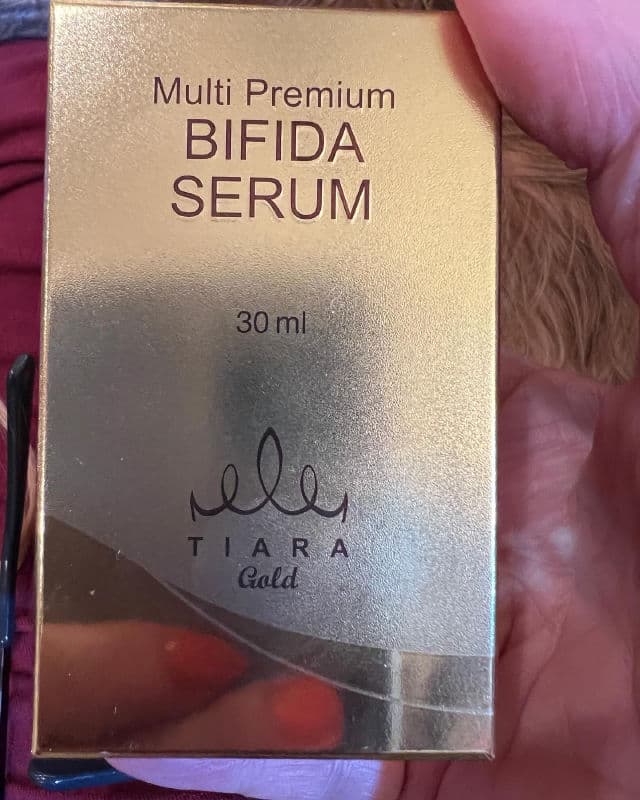 Multi Premium
BIFIDA
SERUM
30 ml
TIARA
Gold